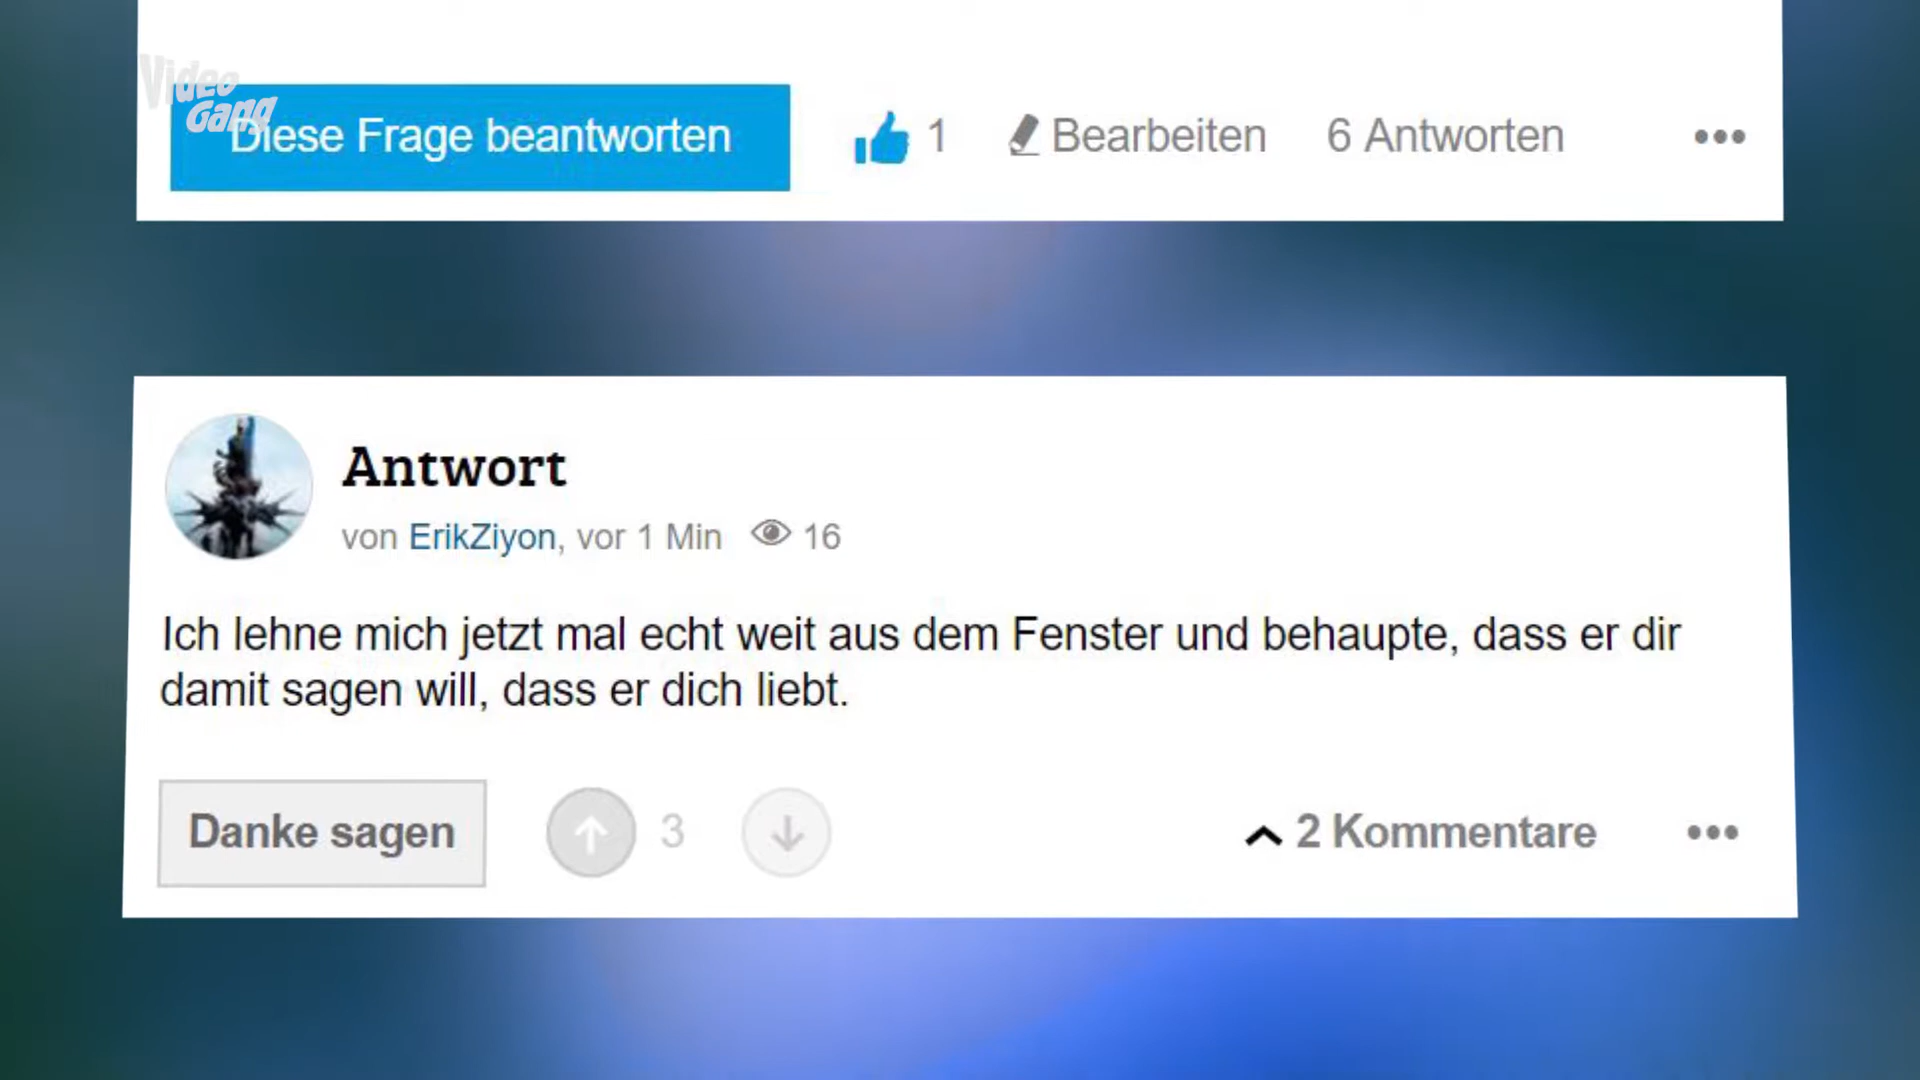 Video
Gang
Diese Frage beantworten 1 Bearbeiten 6 Antworten
Antwort
von ErikZiyon, vor 1 Min 16
Ich lehne mich jetzt mal echt weit aus dem Fenster und behaupte, dass er dir
damit sagen will, dass er dich liebt.
Danke sagen 3 2 Kommentare